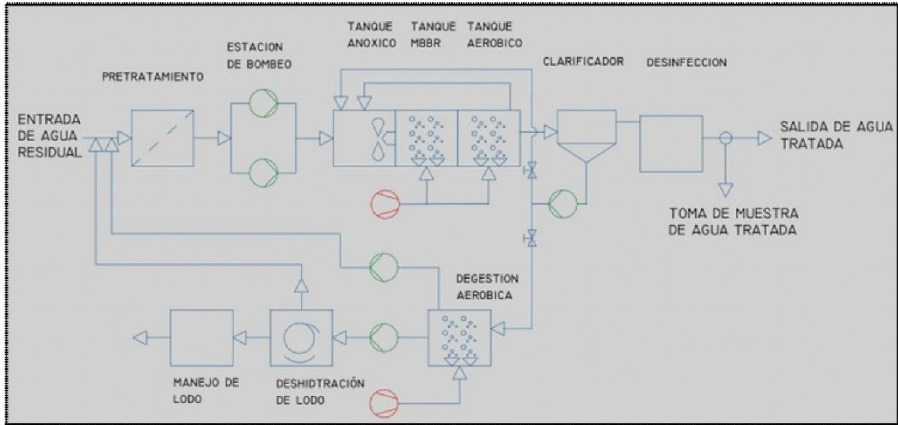 TANQUE
ANOXICO
TANQUE
MBBR
TANQUE
AEROBICO
ESTACION
DE BOMBEO
CLARIFICADOR
DESINFECCION
PRETRATAMIENTO
ENTRADA
DE AGUA
RESIDUAL
SALIDA DE AGUA
TRATADA
TOMA DE MUESTRA
DE AGUA TRATADA
DEGESTION
AEROBICA
MANEJO DE
LODO
DESHIDTRACIÓN
DE LODO